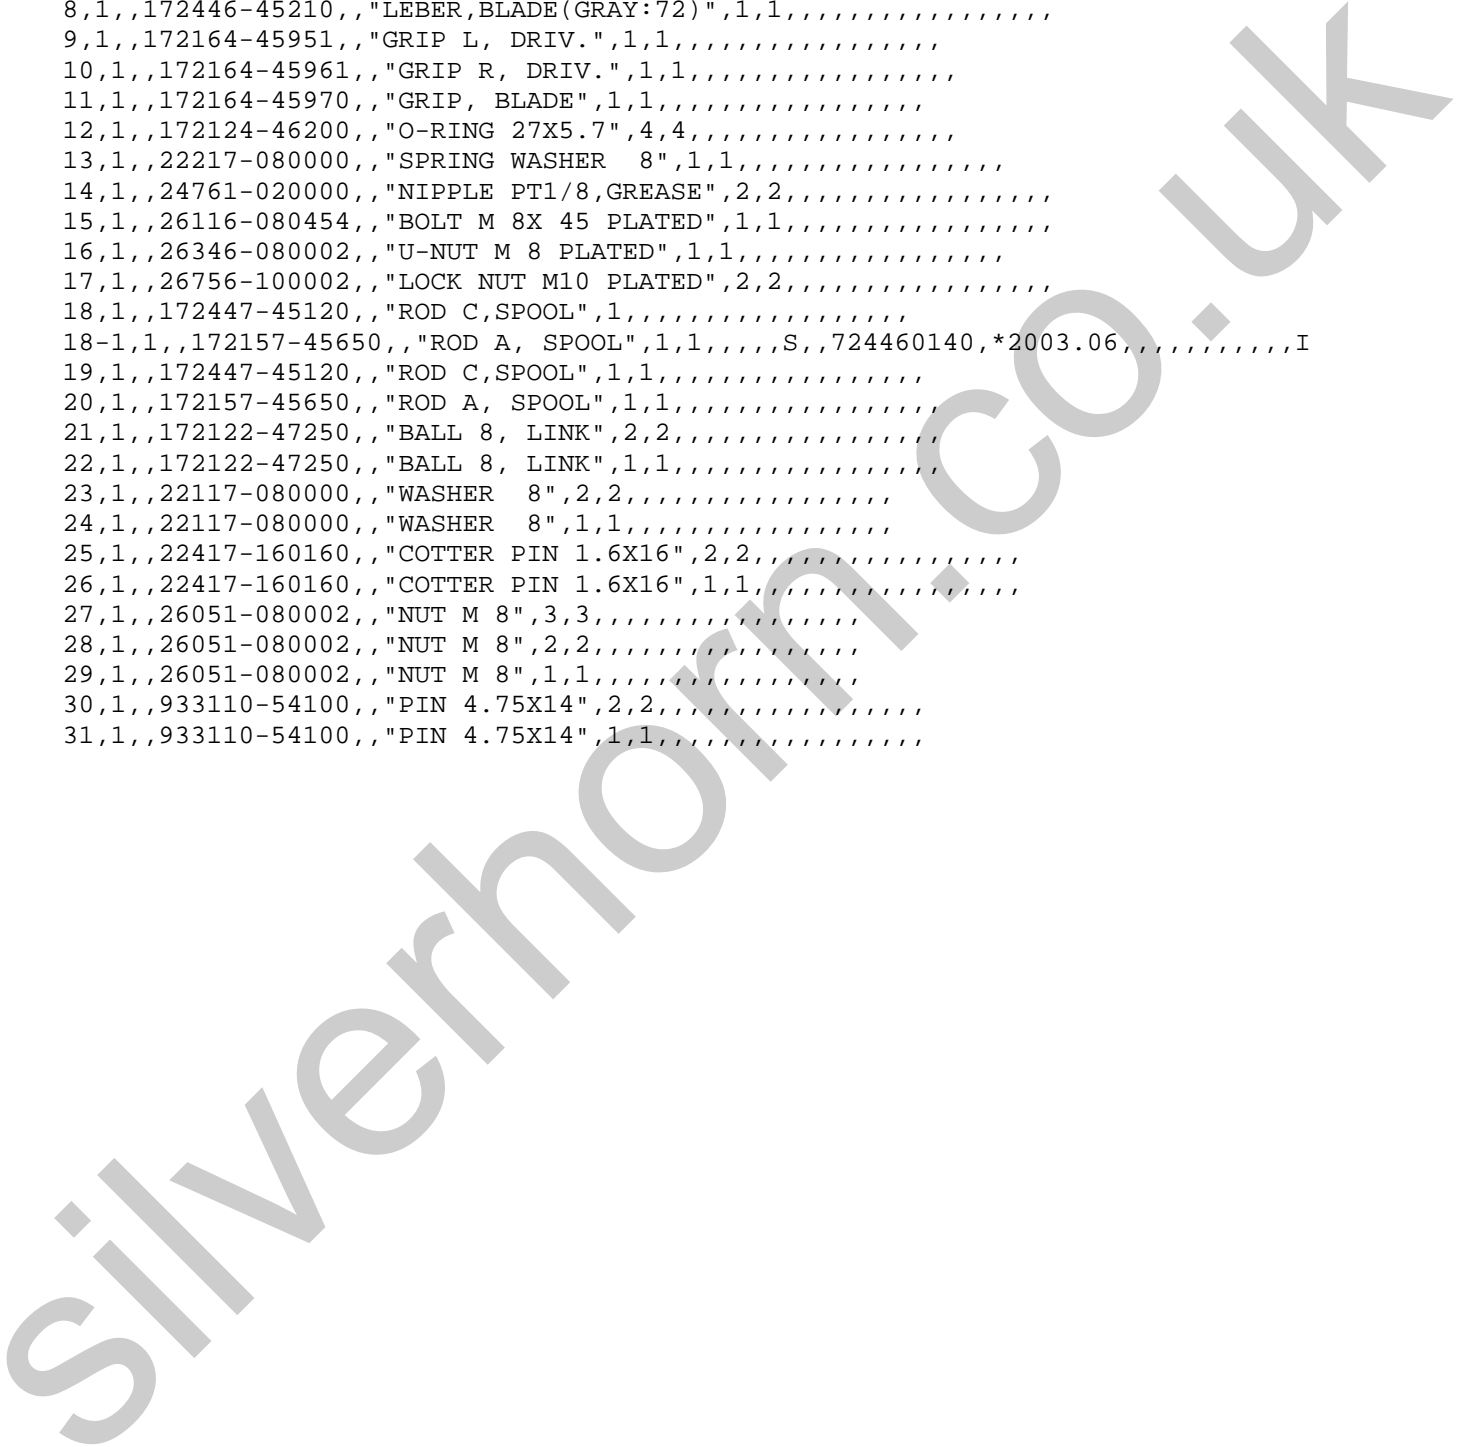 8,1,,172446-45210,,"LEBER,BLADE(GRAY:72)",1,1,,,,,,,,,,,,,,,,,
9,1,,172164-45951,,"GRIP L, DRIV.",1,1,,,,,,,,,,,,,,,,,
10,1,,172164-45961,,"GRIP R, DRIV.",1,1,,,,,,,,,,,,,,,,,
11,1,,172164-45970,,"GRIP, BLADE",1,1,,,,,,,,,,,,,,,,,
12,1,,172124-46200,,"O-RING 27X5.7",4,4,,,,,,,,,,,,,,,,,
13,1,,22217-080000,,"SPRING WASHER  8",1,1,,,,,,,,,,,,,,,,,
14,1,,24761-020000,,"NIPPLE PT1/8,GREASE",2,2,,,,,,,,,,,,,,,,,
15,1,,26116-080454,,"BOLT M 8X 45 PLATED",1,1,,,,,,,,,,,,,,,,,
16,1,,26346-080002,,"U-NUT M 8 PLATED",1,1,,,,,,,,,,,,,,,,,
17,1,,26756-100002,,"LOCK NUT M10 PLATED",2,2,,,,,,,,,,,,,,,,,
18,1,,172447-45120,,"ROD C,SPOOL",1,,,,,,,,,,,,,,,,,,
18-1,1,,172157-45650,,"ROD A, SPOOL",1,1,,,,,S,,724460140,*2003.06,,,,,,,,,,,I
19,1,,172447-45120,,"ROD C,SPOOL",1,1,,,,,,,,,,,,,,,,,
20,1,,172157-45650,,"ROD A, SPOOL",1,1,,,,,,,,,,,,,,,,,
21,1,,172122-47250,,"BALL 8, LINK",2,2,,,,,,,,,,,,,,,,,
22,1,,172122-47250,,"BALL 8, LINK",1,1,,,,,,,,,,,,,,,,,
23,1,,22117-080000,,"WASHER  8",2,2,,,,,,,,,,,,,,,,,
24,1,,22117-080000,,"WASHER  8",1,1,,,,,,,,,,,,,,,,,
25,1,,22417-160160,,"COTTER PIN 1.6X16",2,2,,,,,,,,,,,,,,,,,
26,1,,22417-160160,,"COTTER PIN 1.6X16",1,1,,,,,,,,,,,,,,,,,
27,1,,26051-080002,,"NUT M 8",3,3,,,,,,,,,,,,,,,,,
28,1,,26051-080002,,"NUT M 8",2,2,,,,,,,,,,,,,,,,,
29,1,,26051-080002,,"NUT M 8",1,1,,,,,,,,,,,,,,,,,
30,1,,933110-54100,,"PIN 4.75X14",2,2,,,,,,,,,,,,,,,,,
31,1,,933110-54100,,"PIN 4.75X14",1,1,,,,,,,,,,,,,,,,,
silverhorn.co.uk